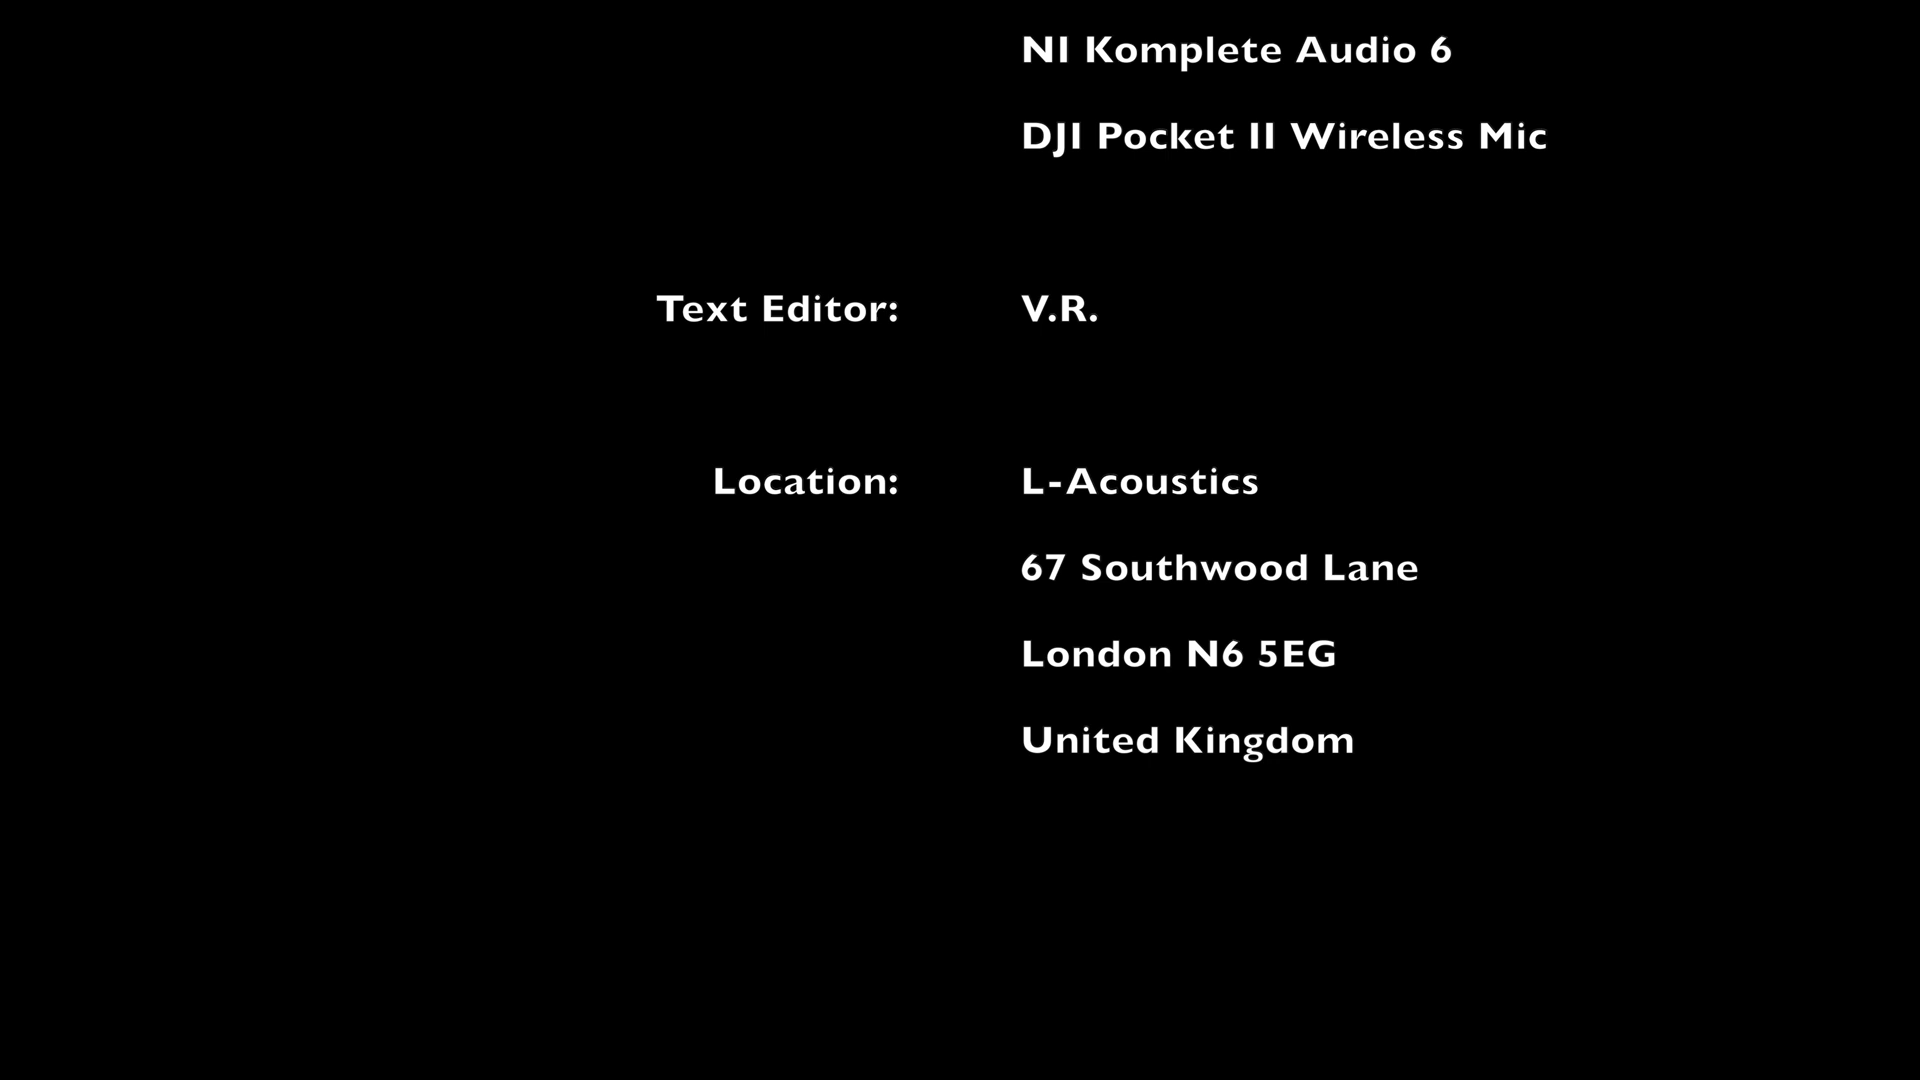 NI Komplete Audio 6
DJI Pocket II Wireless Mic
Text Editor: V.R.
Location: L-Acoustics
67 Southwood Lane
London N6 5EG
United Kingdom